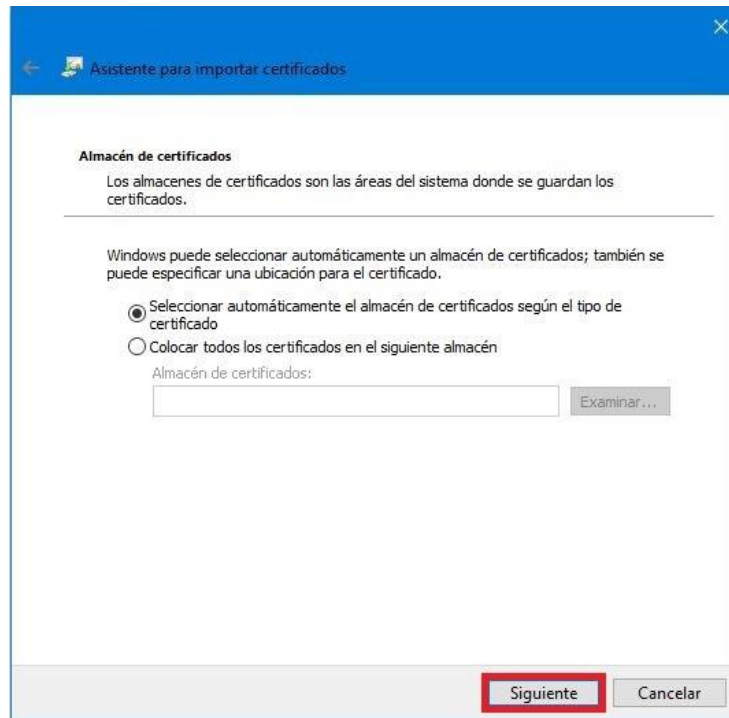 Asistente para importar certificados
Almacén de certificados
Los almacenes de certificados son las áreas del sistema donde se guardan los
certificados.
Windows puede seleccionar automáticamente un almacén de certificados; también se
puede especificar una ubicación para el certificado.
Seleccionar automáticamente el almacén de certificados según el tipo de
certificado
Colocar todos los certificados en el siguiente almacén
Almacén de certificados:
Examinar...
Siguiente Cancelar